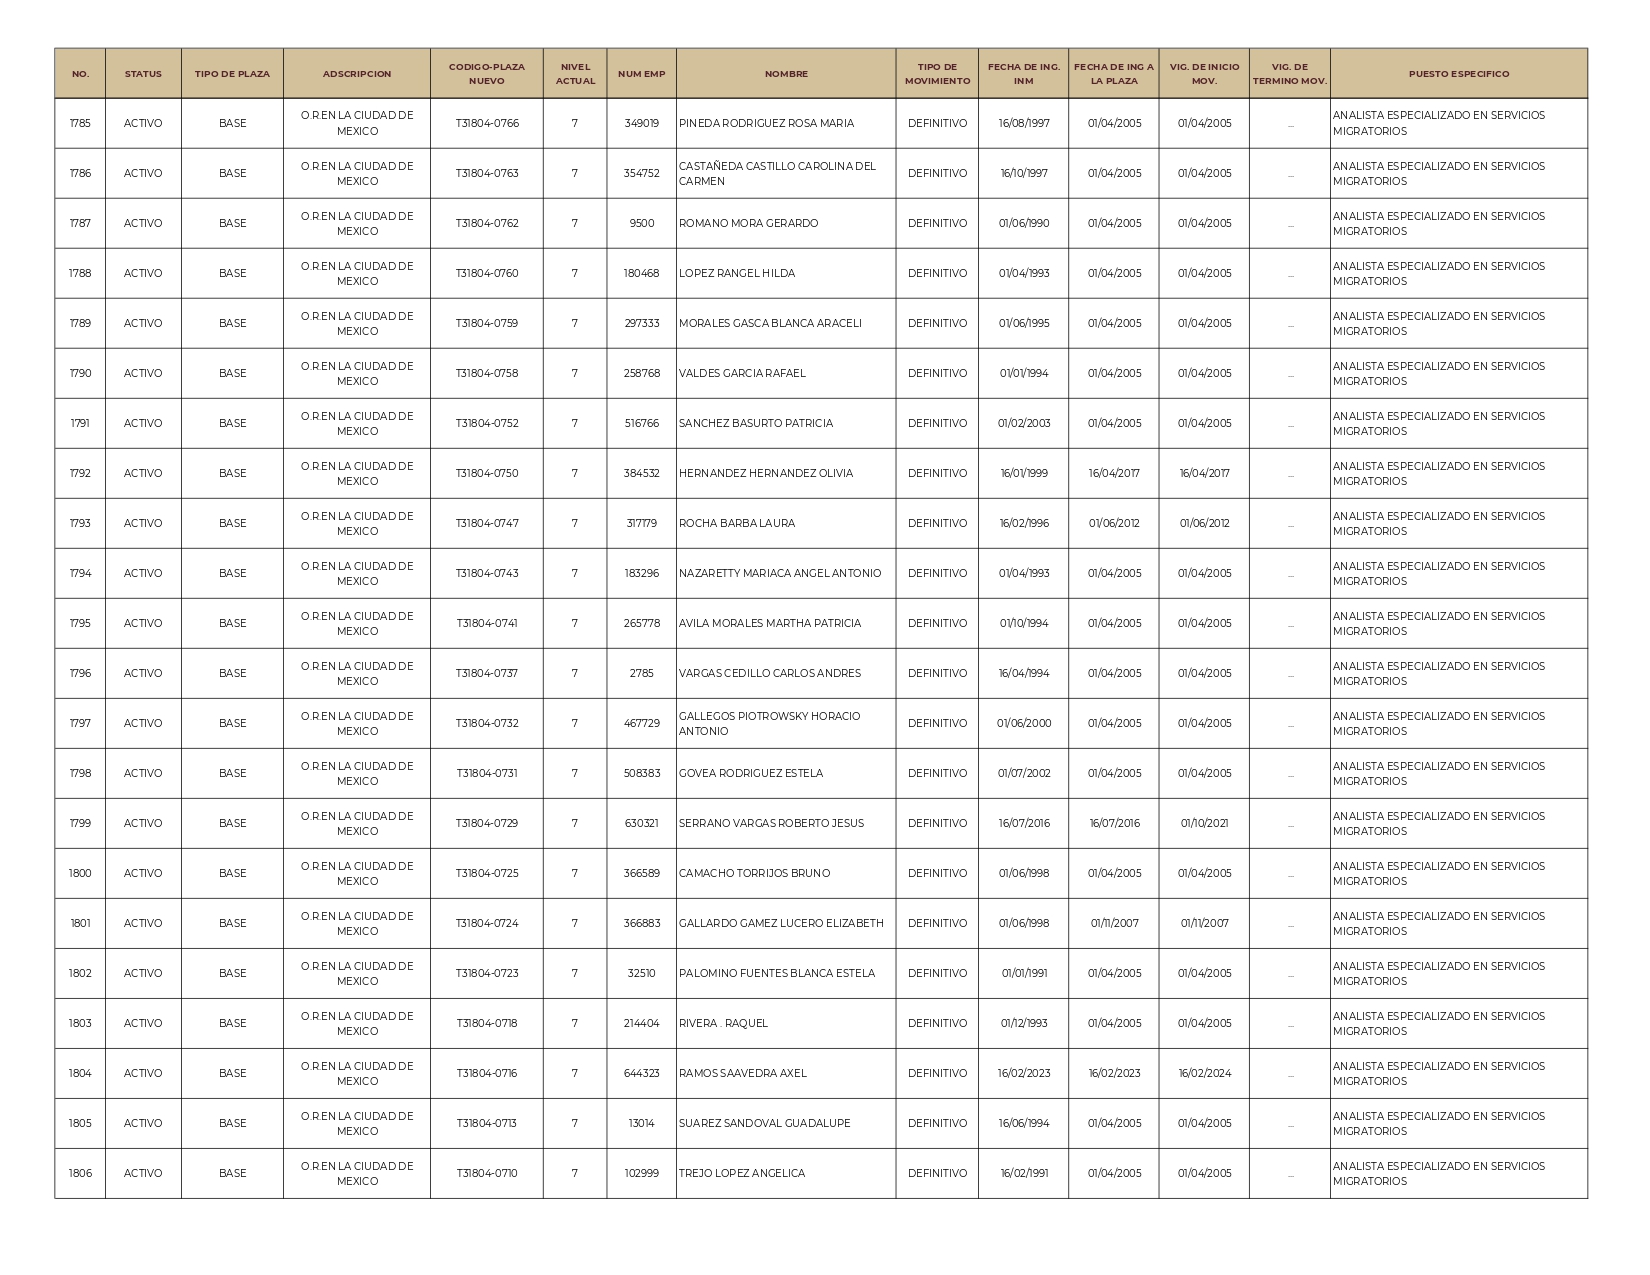 NO. STATUS TIPO DE PLAZA ADSCRIPCION CODIGO-PLAZA NUEVO NIVEL ACTUAL NUM EMP NOMBRE TIPO DE MOVIMIENTO FECHA DE ING. INM FECHA DE ING A LA PLAZA VIG. DE INICIO MOV. VIG. DE TERMINO MOV. PUESTO ESPECIFICO
1785 ACTIVO BASE O.R.EN LA CIUDAD DE MEXICO T31804-0766 7 349019 PINEDA RODRIGUEZ ROSA MARIA DEFINITIVO 16/08/1997 01/04/2005 01/04/2005 ... ANALISTA ESPECIALIZADO EN SERVICIOS MIGRATORIOS
1786 ACTIVO BASE O.R.EN LA CIUDAD DE MEXICO T31804-0763 7 354752 CASTAÑEDA CASTILLO CAROLINA DEL CARMEN DEFINITIVO 16/10/1997 01/04/2005 01/04/2005 ... ANALISTA ESPECIALIZADO EN SERVICIOS MIGRATORIOS
1787 ACTIVO BASE O.R.EN LA CIUDAD DE MEXICO T31804-0762 7 9500 ROMANO MORA GERARDO DEFINITIVO 01/06/1990 01/04/2005 01/04/2005 ... ANALISTA ESPECIALIZADO EN SERVICIOS MIGRATORIOS
1788 ACTIVO BASE O.R.EN LA CIUDAD DE MEXICO T31804-0760 7 180468 LOPEZ RANGEL HILDA DEFINITIVO 01/04/1993 01/04/2005 01/04/2005 ... ANALISTA ESPECIALIZADO EN SERVICIOS MIGRATORIOS
1789 ACTIVO BASE O.R.EN LA CIUDAD DE MEXICO T31804-0759 7 297333 MORALES GASCA BLANCA ARACELI DEFINITIVO 01/06/1995 01/04/2005 01/04/2005 ... ANALISTA ESPECIALIZADO EN SERVICIOS MIGRATORIOS
1790 ACTIVO BASE O.R.EN LA CIUDAD DE MEXICO T31804-0758 7 258768 VALDES GARCIA RAFAEL DEFINITIVO 01/01/1994 01/04/2005 01/04/2005 ... ANALISTA ESPECIALIZADO EN SERVICIOS MIGRATORIOS
1791 ACTIVO BASE O.R.EN LA CIUDAD DE MEXICO T31804-0752 7 516766 SANCHEZ BASURTO PATRICIA DEFINITIVO 01/02/2003 01/04/2005 01/04/2005 ... ANALISTA ESPECIALIZADO EN SERVICIOS MIGRATORIOS
1792 ACTIVO BASE O.R.EN LA CIUDAD DE MEXICO T31804-0750 7 384532 HERNANDEZ HERNANDEZ OLIVIA DEFINITIVO 16/01/1999 16/04/2017 16/04/2017 ... ANALISTA ESPECIALIZADO EN SERVICIOS MIGRATORIOS
1793 ACTIVO BASE O.R.EN LA CIUDAD DE MEXICO T31804-0747 7 317179 ROCHA BARBA LAURA DEFINITIVO 16/02/1996 01/06/2012 01/06/2012 ... ANALISTA ESPECIALIZADO EN SERVICIOS MIGRATORIOS
1794 ACTIVO BASE O.R.EN LA CIUDAD DE MEXICO T31804-0743 7 183296 NAZARETTY MARIACA ANGEL ANTONIO DEFINITIVO 01/04/1993 01/04/2005 01/04/2005 ... ANALISTA ESPECIALIZADO EN SERVICIOS MIGRATORIOS
1795 ACTIVO BASE O.R.EN LA CIUDAD DE MEXICO T31804-0741 7 265778 AVILA MORALES MARTHA PATRICIA DEFINITIVO 01/10/1994 01/04/2005 01/04/2005 ... ANALISTA ESPECIALIZADO EN SERVICIOS MIGRATORIOS
1796 ACTIVO BASE O.R.EN LA CIUDAD DE MEXICO T31804-0737 7 2785 VARGAS CEDILLO CARLOS ANDRES DEFINITIVO 16/04/1994 01/04/2005 01/04/2005 ... ANALISTA ESPECIALIZADO EN SERVICIOS MIGRATORIOS
1797 ACTIVO BASE O.R.EN LA CIUDAD DE MEXICO T31804-0732 7 467729 GALLEGOS PIOTROWSKY HORACIO ANTONIO DEFINITIVO 01/06/2000 01/04/2005 01/04/2005 ... ANALISTA ESPECIALIZADO EN SERVICIOS MIGRATORIOS
1798 ACTIVO BASE O.R.EN LA CIUDAD DE MEXICO T31804-0731 7 508383 GOVEA RODRIGUEZ ESTELA DEFINITIVO 01/07/2002 01/04/2005 01/04/2005 ... ANALISTA ESPECIALIZADO EN SERVICIOS MIGRATORIOS
1799 ACTIVO BASE O.R.EN LA CIUDAD DE MEXICO T31804-0729 7 630321 SERRANO VARGAS ROBERTO JESUS DEFINITIVO 16/07/2016 16/07/2016 01/10/2021 ... ANALISTA ESPECIALIZADO EN SERVICIOS MIGRATORIOS
1800 ACTIVO BASE O.R.EN LA CIUDAD DE MEXICO T31804-0725 7 366589 CAMACHO TORRIJOS BRUNO DEFINITIVO 01/06/1998 01/04/2005 01/04/2005 ... ANALISTA ESPECIALIZADO EN SERVICIOS MIGRATORIOS
1801 ACTIVO BASE O.R.EN LA CIUDAD DE MEXICO T31804-0724 7 366883 GALLARDO GAMEZ LUCERO ELIZABETH DEFINITIVO 01/06/1998 01/11/2007 01/11/2007 ... ANALISTA ESPECIALIZADO EN SERVICIOS MIGRATORIOS
1802 ACTIVO BASE O.R.EN LA CIUDAD DE MEXICO T31804-0723 7 32510 PALOMINO FUENTES BLANCA ESTELA DEFINITIVO 01/01/1991 01/04/2005 01/04/2005 ... ANALISTA ESPECIALIZADO EN SERVICIOS MIGRATORIOS
1803 ACTIVO BASE O.R.EN LA CIUDAD DE MEXICO T31804-0718 7 214404 RIVERA . RAQUEL DEFINITIVO 01/12/1993 01/04/2005 01/04/2005 ... ANALISTA ESPECIALIZADO EN SERVICIOS MIGRATORIOS
1804 ACTIVO BASE O.R.EN LA CIUDAD DE MEXICO T31804-0716 7 644323 RAMOS SAAVEDRA AXEL DEFINITIVO 16/02/2023 16/02/2023 16/02/2024 ... ANALISTA ESPECIALIZADO EN SERVICIOS MIGRATORIOS
1805 ACTIVO BASE O.R.EN LA CIUDAD DE MEXICO T31804-0713 7 13014 SUAREZ SANDOVAL GUADALUPE DEFINITIVO 16/06/1994 01/04/2005 01/04/2005 ... ANALISTA ESPECIALIZADO EN SERVICIOS MIGRATORIOS
1806 ACTIVO BASE O.R.EN LA CIUDAD DE MEXICO T31804-0710 7 102999 TREJO LOPEZ ANGELICA DEFINITIVO 16/02/1991 01/04/2005 01/04/2005 ... ANALISTA ESPECIALIZADO EN SERVICIOS MIGRATORIOS